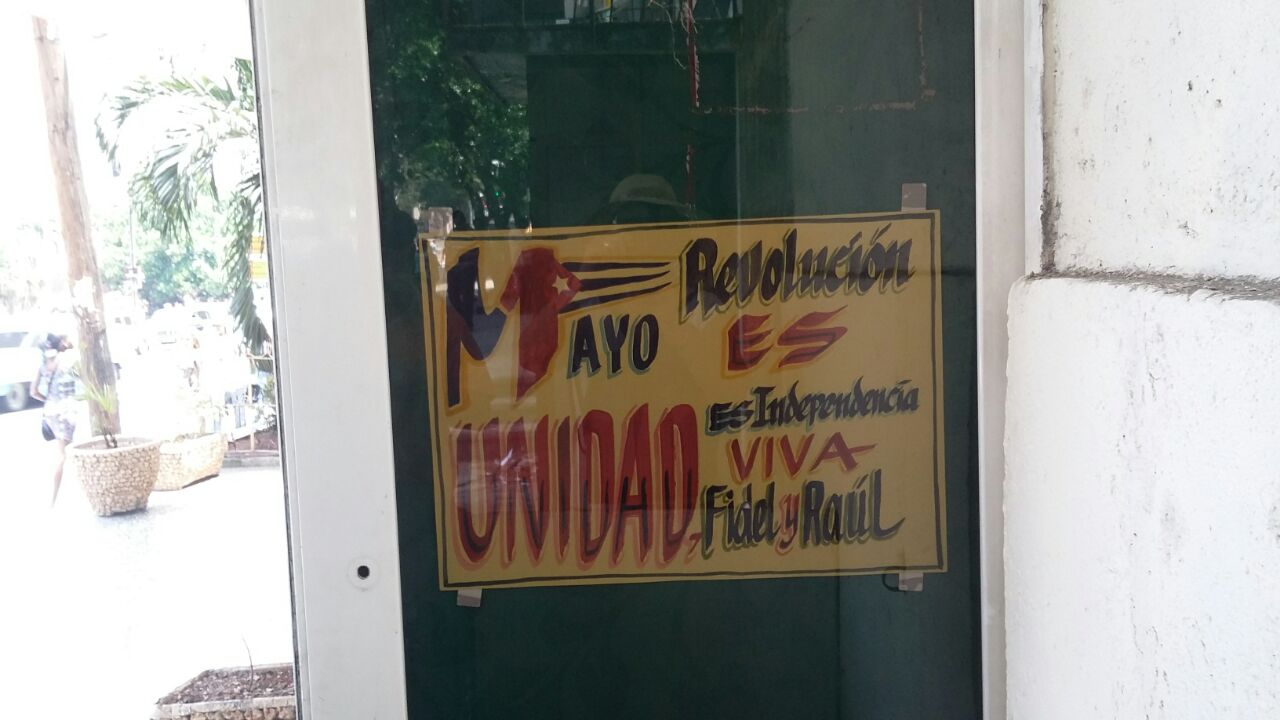 MAYO
Revolución
ES
UNIDAD,
ES Independencia
VIVA
Fidel y Raúl